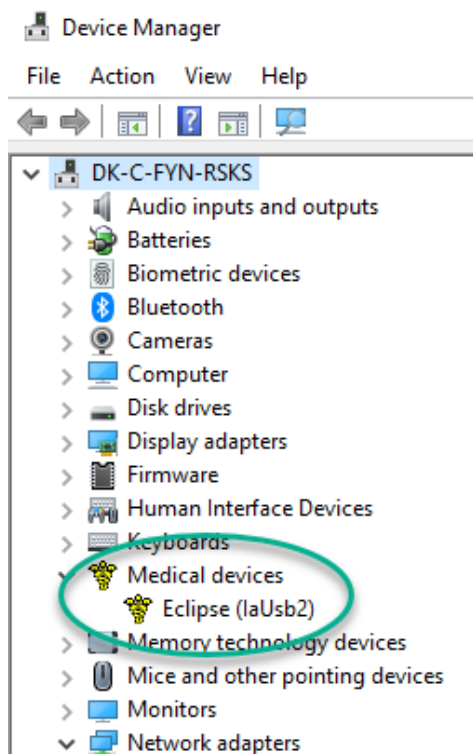 Device Manager
File Action View Help
DK-C-FYN-RSKS
Audio inputs and outputs
Batteries
Biometric devices
Bluetooth
Cameras
Computer
Disk drives
Display adapters
Firmware
Human Interface Devices
Keyboards
Medical devices
Eclipse (IaUsb2)
Memory technology devices
Mice and other pointing devices
Monitors
Network adapters